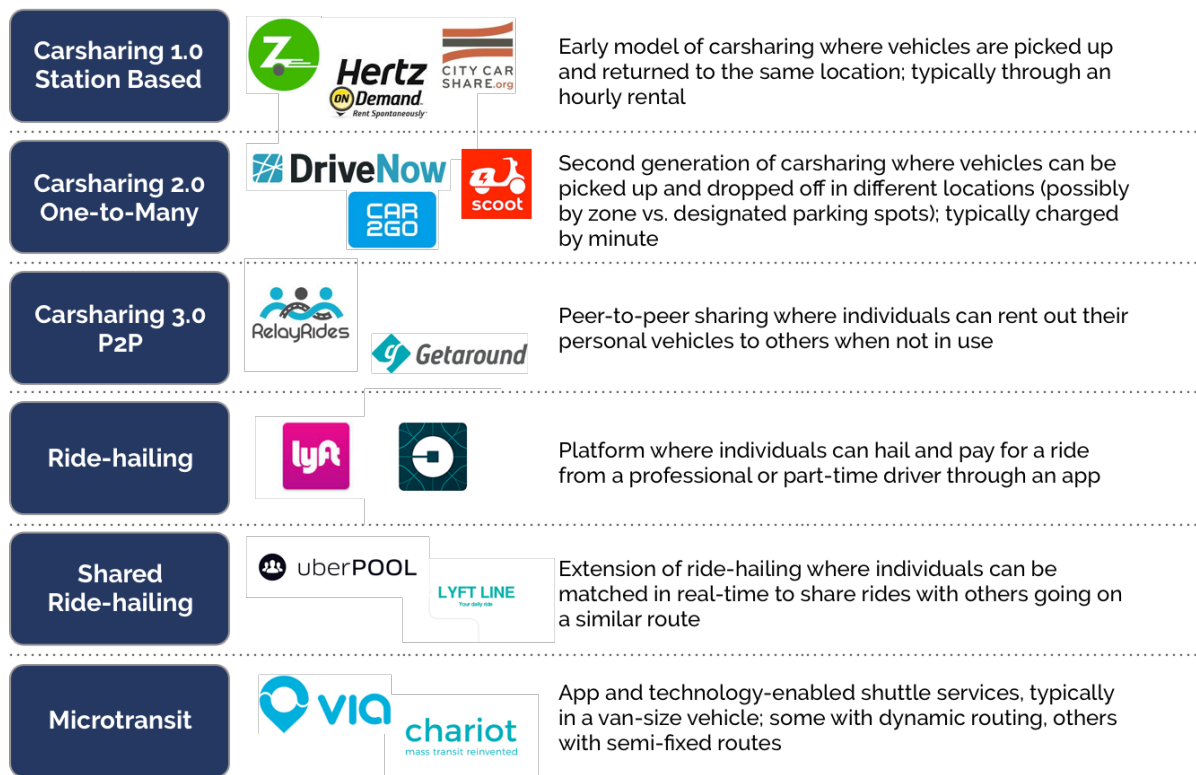 Carsharing 1.0
Station Based
Z
Hertz
ON Demand
Rent Spontaneously
CITY CAR
SHARE.org
Early model of carsharing where vehicles are picked up
and returned to the same location; typically through an
hourly rental
Carsharing 2.0
One-to-Many
DriveNow
CAR
2GO
scoot
Second generation of carsharing where vehicles can be
picked up and dropped off in different locations (possibly
by zone vs. designated parking spots); typically charged
by minute
Carsharing 3.0
P2P
RelayRides
Getaround
Peer-to-peer sharing where individuals can rent out their
personal vehicles to others when not in use
Ride-hailing
lyft
Platform where individuals can hail and pay for a ride
from a professional or part-time driver through an app
Shared
Ride-hailing
uberPOOL
LYFT LINE
Your daily ride
Extension of ride-hailing where individuals can be
matched in real-time to share rides with others going on
a similar route
Microtransit
via
chariot
mass transit reinvented
App and technology-enabled shuttle services, typically
in a van-size vehicle; some with dynamic routing, others
with semi-fixed routes